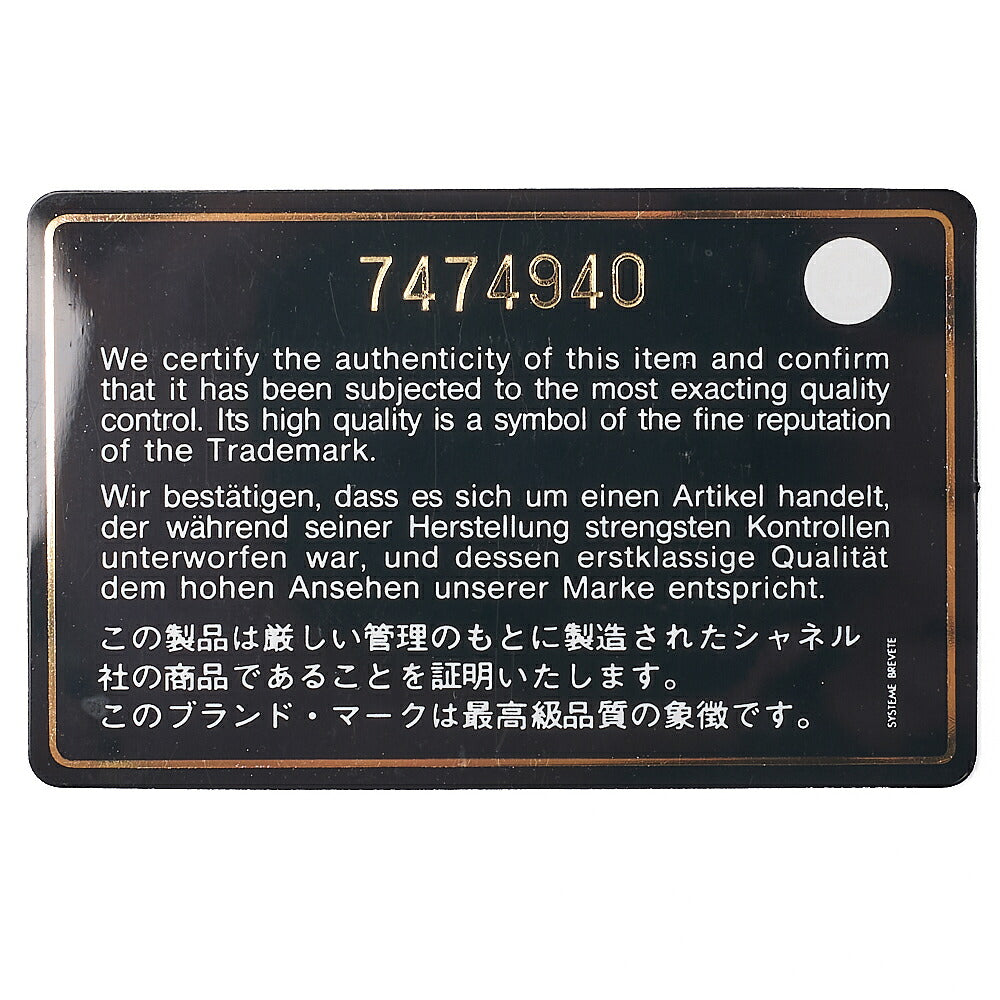 7474940
We certify the authenticity of this item and confirm
that it has been subjected to the most exacting quality
control. Its high quality is a symbol of the fine reputation
of the Trademark.
Wir bestätigen, dass es sich um einen Artikel handelt,
der während seiner Herstellung strengsten Kontrollen
unterworfen war, und dessen erstklassige Qualität
dem hohen Ansehen unserer Marke entspricht.
この製品は厳しい管理のもとに製造されたシャネル
社の商品であることを証明いたします。
このブランド・マークは最高級品質の象徴です。
SYSTEME BREVETE